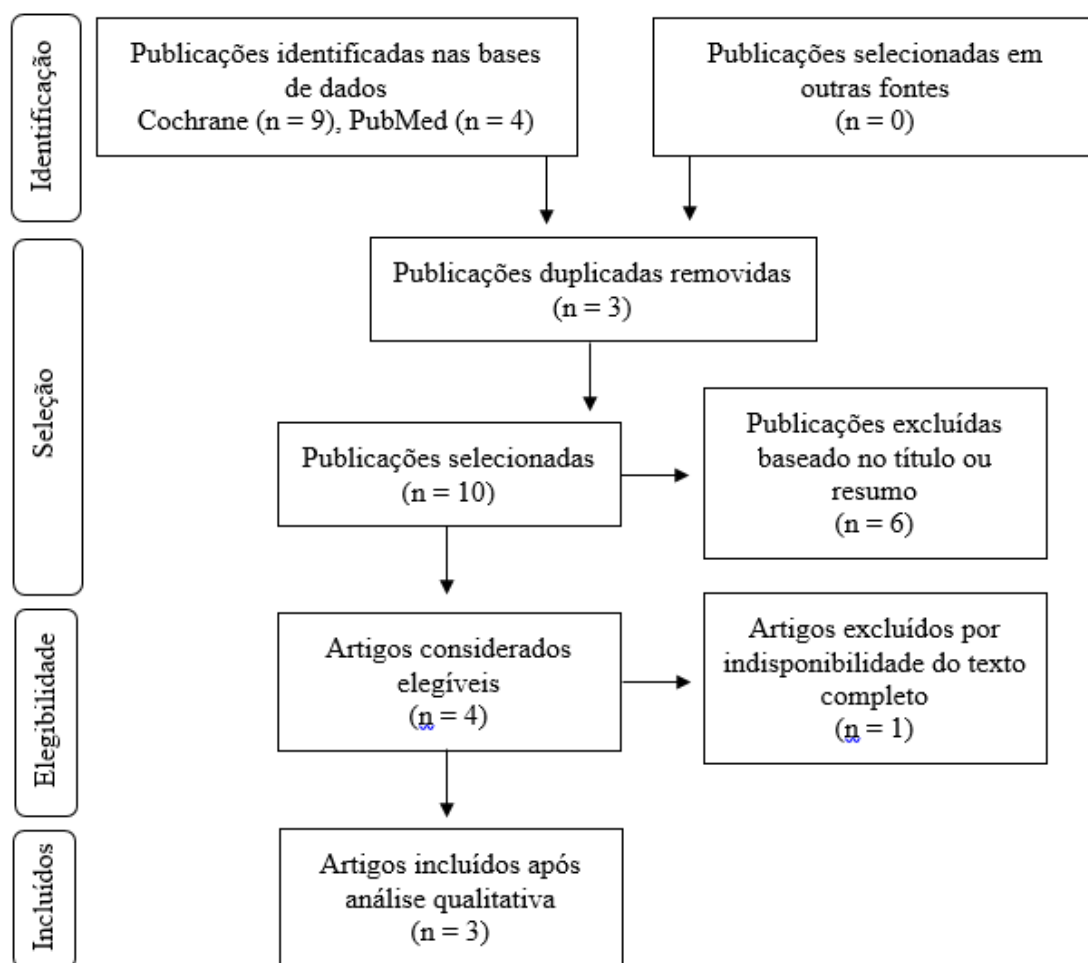 Identificação
Publicações identificadas nas bases
de dados
Cochrane (n = 9), PubMed (n = 4)
Publicações selecionadas em
outras fontes
(n = 0)
Seleção
Publicações duplicadas removidas
(n = 3)
Publicações selecionadas
(n = 10)
Publicações excluídas
baseado no título ou
resumo
(n = 6)
Elegibilidade
Artigos considerados
elegíveis
(n = 4)
Artigos excluídos por
indisponibilidade do texto
completo
(n = 1)
Incluídos
Artigos incluídos após
análise qualitativa
(n = 3)